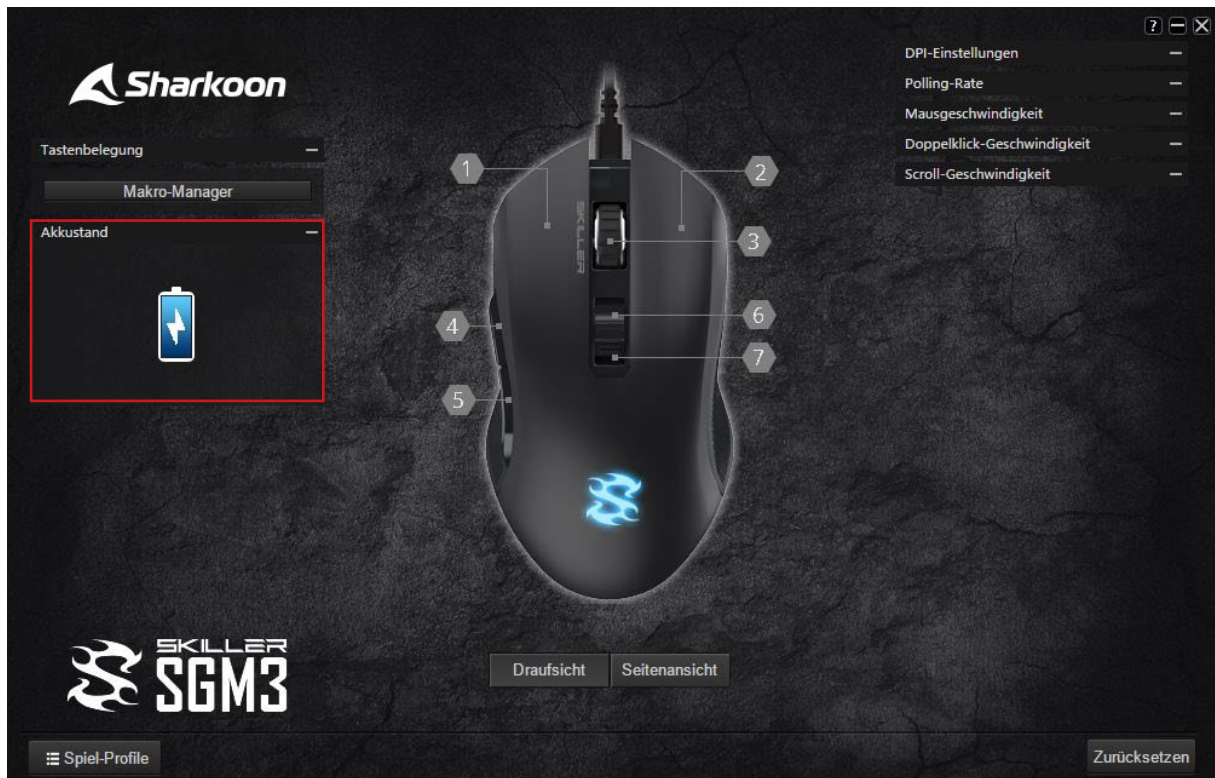 ?
Sharkoon
Tastenbelegung
Makro-Manager
Akkustand
DPI-Einstellungen
Polling-Rate
Mausgeschwindigkeit
Doppelklick-Geschwindigkeit
Scroll-Geschwindigkeit
1
2
SKILLER
3
4
6
7
5
SKILLER
SGM3
Draufsicht
Seitenansicht
Spiel-Profile
Zurücksetzen